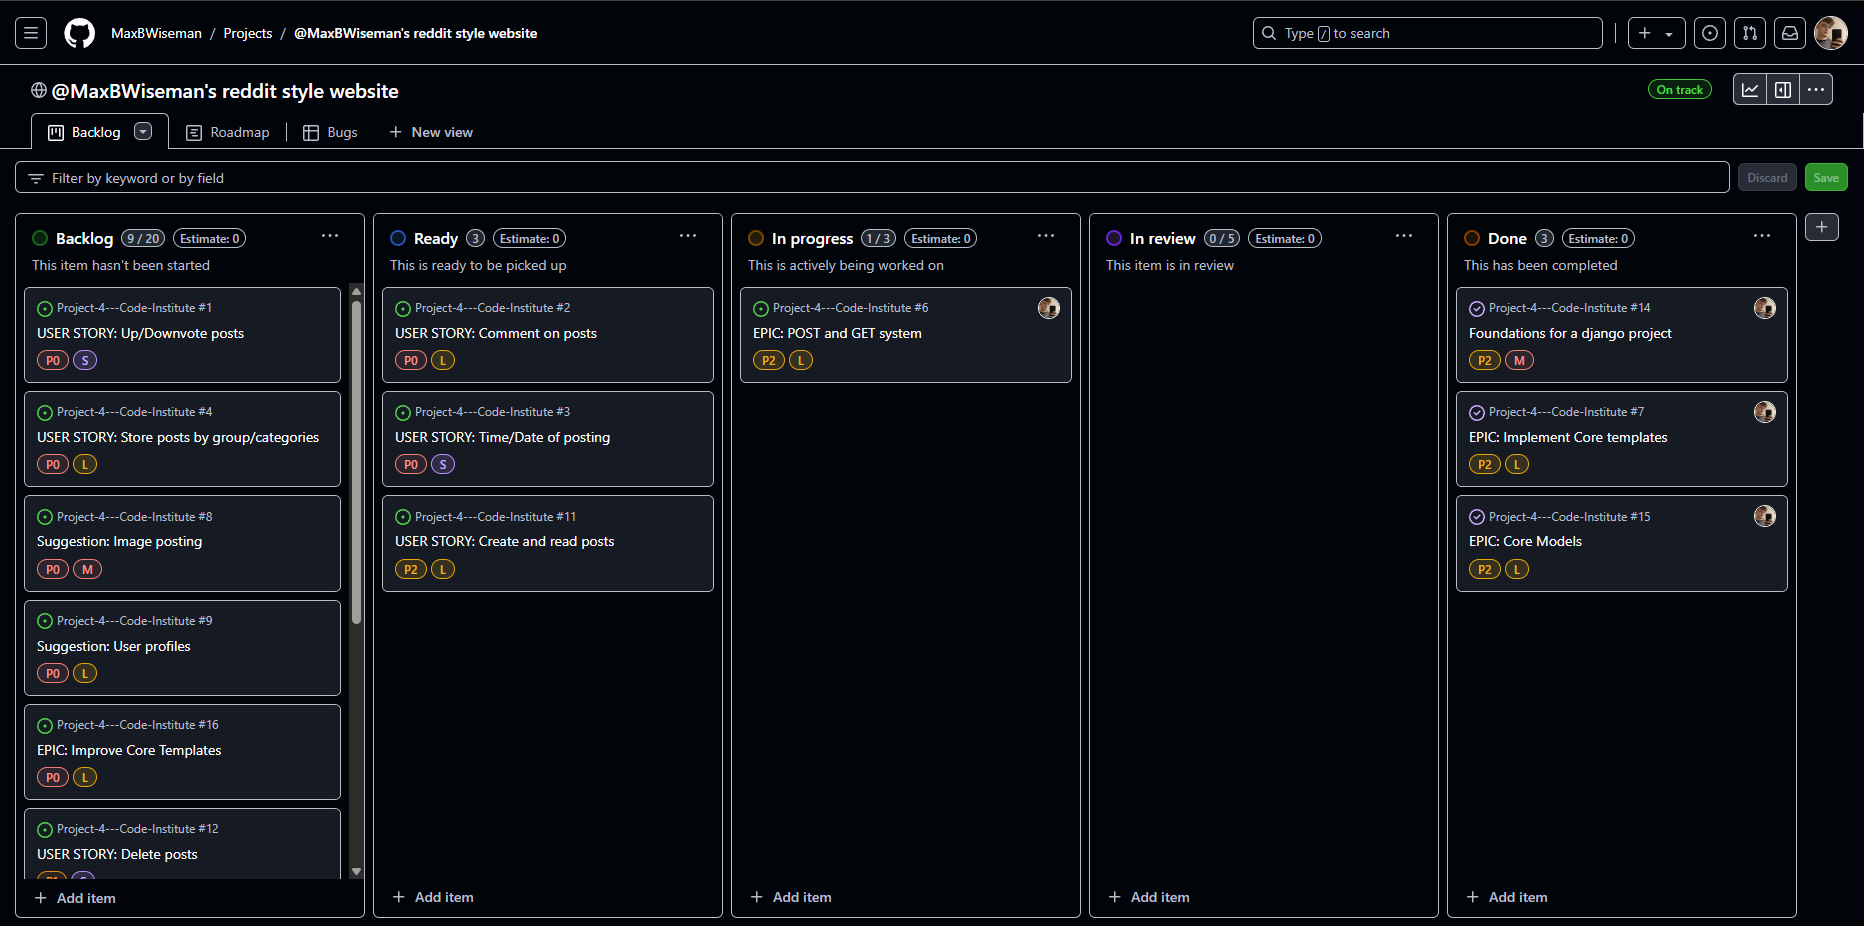 MaxBWiseman / Projects / @MaxBWiseman's reddit style website
Type / to search
@MaxBWiseman's reddit style website
On track
Backlog
Roadmap
Bugs
New view
Filter by keyword or by field
Discard
Save
Backlog 9 / 20 Estimate: 0
This item hasn't been started
Project-4---Code-Institute #1
USER STORY: Up/Downvote posts
P0 S
Project-4---Code-Institute #4
USER STORY: Store posts by group/categories
P0 L
Project-4---Code-Institute #8
Suggestion: Image posting
P0 M
Project-4---Code-Institute #9
Suggestion: User profiles
P0 L
Project-4---Code-Institute #16
EPIC: Improve Core Templates
P0 L
Project-4---Code-Institute #12
USER STORY: Delete posts
Add item
Ready 3 Estimate: 0
This is ready to be picked up
Project-4---Code-Institute #2
USER STORY: Comment on posts
P0 L
Project-4---Code-Institute #3
USER STORY: Time/Date of posting
P0 S
Project-4---Code-Institute #11
USER STORY: Create and read posts
P2 L
Add item
In progress 1 / 3 Estimate: 0
This is actively being worked on
Project-4---Code-Institute #6
EPIC: POST and GET system
P2 L
Add item
In review 0 / 5 Estimate: 0
This item is in review
Add item
Done 3 Estimate: 0
This has been completed
Project-4---Code-Institute #14
Foundations for a django project
P2 M
Project-4---Code-Institute #7
EPIC: Implement Core templates
P2 L
Project-4---Code-Institute #15
EPIC: Core Models
P2 L
Add item